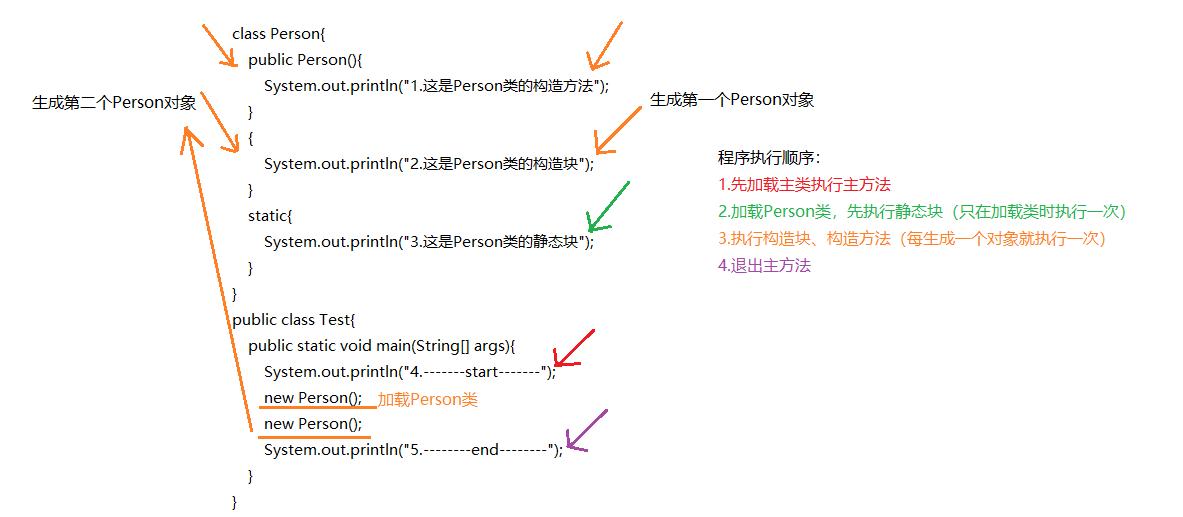 class Person{
public Person(){
System.out.println("1.这是Person类的构造方法");
}
{
System.out.println("2.这是Person类的构造块");
}
static{
System.out.println("3.这是Person类的静态块");
}
}
public class Test{
public static void main(String[] args){
System.out.println("4.-------start-------");
new Person(); 加载Person类
new Person();
System.out.println("5.--------end--------");
}
}
生成第二个Person对象
生成第一个Person对象
程序执行顺序：
1.先加载主类执行主方法
2.加载Person类，先执行静态块（只在加载类时执行一次）
3.执行构造块、构造方法（每生成一个对象就执行一次）
4.退出主方法